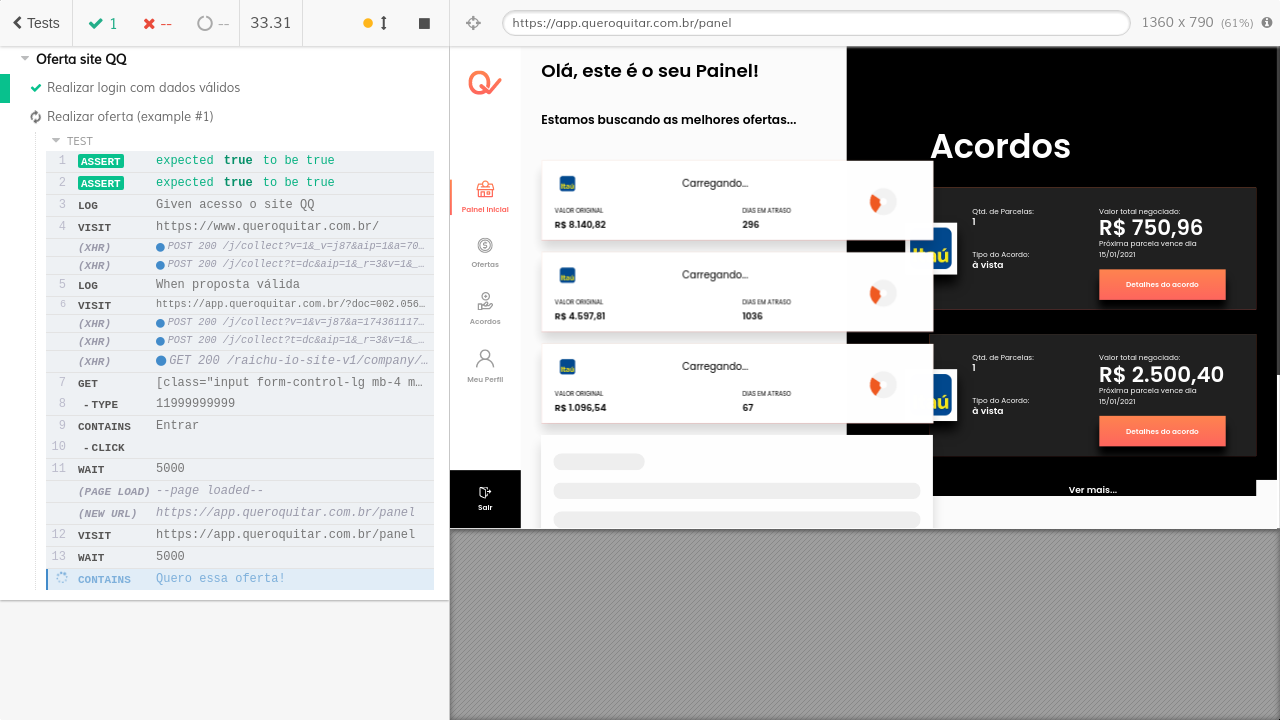 Tests
1
--
--
33.31
https://app.queroquitar.com.br/panel
1360 x 790 (61%)
Oferta site QQ
Realizar login com dados válidos
Realizar oferta (example #1)
TEST
1 ASSERT expected true to be true
2 ASSERT expected true to be true
3 LOG Given acesso o site QQ
4 VISIT https://www.queroquitar.com.br/
(XHR) POST 200 /j/collect?v=1&_v=j87&aip=1&a=70…
(XHR) POST 200 /j/collect?t=dc&aip=1&_r=3&v=1&_…
5 LOG When proposta válida
6 VISIT https://app.queroquitar.com.br/?doc=002.056…
(XHR) POST 200 /j/collect?v=1&v=j87&a=174361117…
(XHR) POST 200 /j/collect?t=dc&aip=1&_r=3&v=1&_…
(XHR) GET 200 /raichu-io-site-v1/company/…
7 GET [class="input form-control-lg mb-4 m…
8 - TYPE 11999999999
9 CONTAINS Entrar
10 - CLICK
11 WAIT 5000
(PAGE LOAD) --page loaded--
(NEW URL) https://app.queroquitar.com.br/panel
12 VISIT https://app.queroquitar.com.br/panel
13 WAIT 5000
CONTAINS Quero essa oferta!
Painel Inicial
Ofertas
Acordos
Meu Perfil
Sair
Olá, este é o seu Painel!
Estamos buscando as melhores ofertas...
Itaú
Carregando...
VALOR ORIGINAL
R$ 8.140,82
DIAS EM ATRASO
296
Itaú
Carregando...
VALOR ORIGINAL
R$ 4.597,81
DIAS EM ATRASO
1036
Itaú
Carregando...
VALOR ORIGINAL
R$ 1.096,54
DIAS EM ATRASO
67
Acordos
Qtd. de Parcelas:
1
Tipo do Acordo:
à vista
Valor total negociado:
R$ 750,96
Próxima parcela vence dia
15/01/2021
Detalhes do acordo
Qtd. de Parcelas:
1
Tipo do Acordo:
à vista
Valor total negociado:
R$ 2.500,40
Próxima parcela vence dia
15/01/2021
Detalhes do acordo
Ver mais...